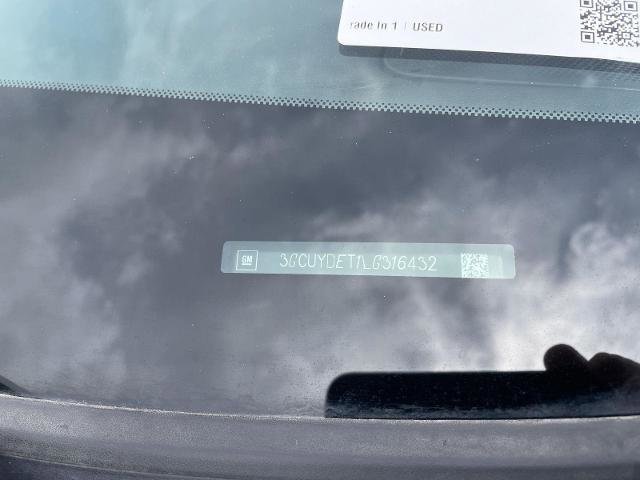 rade In 1 | USED
GM 3GCUYDET1LG316432